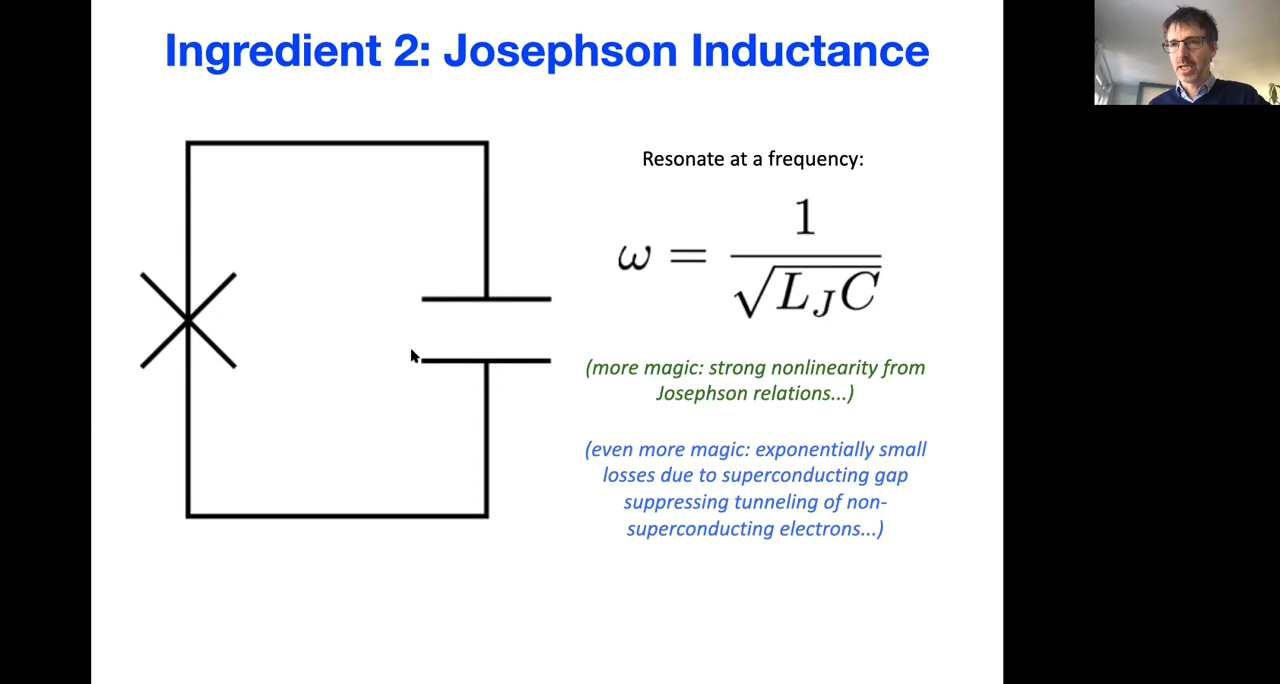 Ingredient 2: Josephson Inductance
Resonate at a frequency:
ω = 1 / √(L_J C)
(more magic: strong nonlinearity from
Josephson relations...)
(even more magic: exponentially small
losses due to superconducting gap
suppressing tunneling of non-
superconducting electrons...)